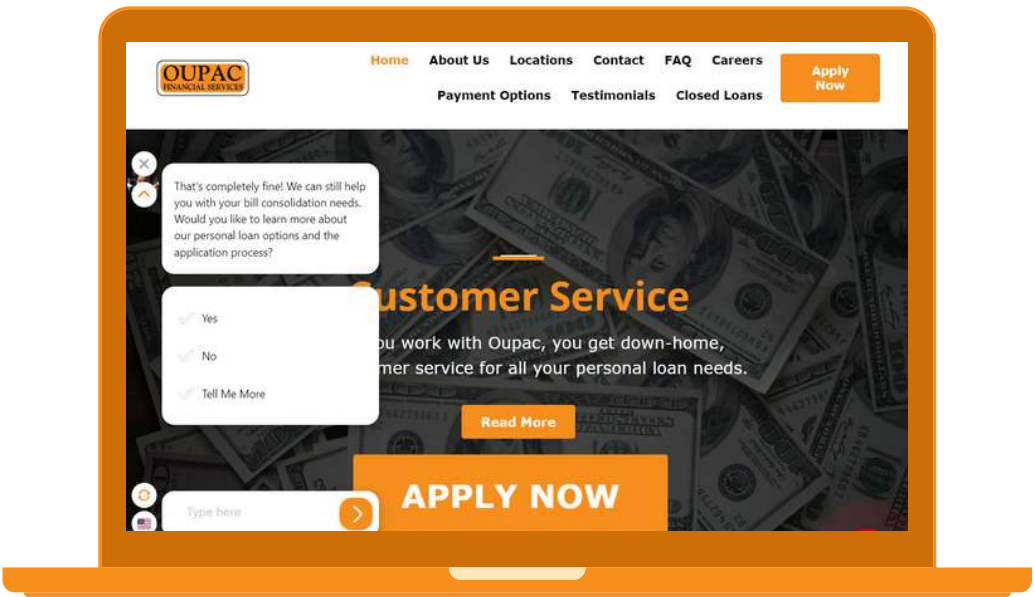 OUPAC
FINANCIAL SERVICES
Home About Us Locations Contact FAQ Careers
Payment Options Testimonials Closed Loans
Apply
Now
That's completely fine! We can still help
you with your bill consolidation needs.
Would you like to learn more about
our personal loan options and the
application process?
Yes
No
Tell Me More
Type here
Customer Service
you work with Oupac, you get down-home,
mer service for all your personal loan needs.
Read More
APPLY NOW